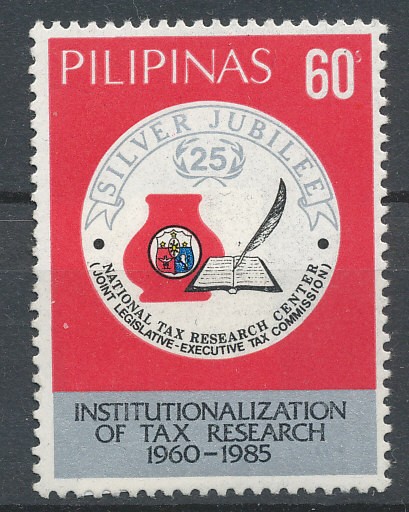 PILIPINAS 60s
SILVER JUBILEE
25
NATIONAL TAX RESEARCH CENTER
(JOINT LEGISLATIVE-EXECUTIVE TAX COMMISSION)
INSTITUTIONALIZATION
OF TAX RESEARCH
1960-1985